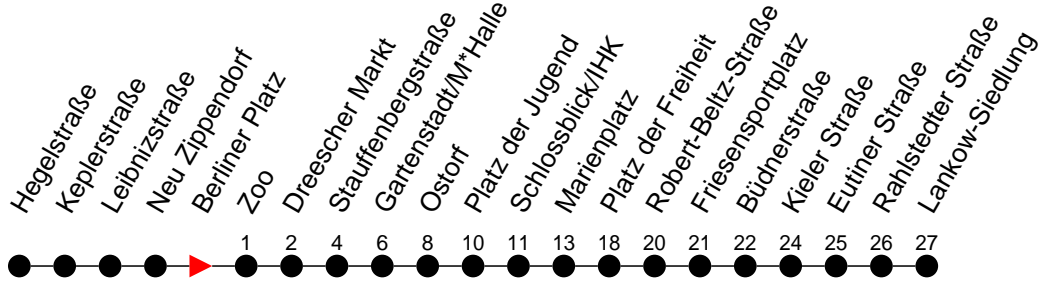 Hegelstraße
Keplerstraße
Leibnizstraße
Neu Zippendorf
Berliner Platz
Zoo
Dreescher Markt
Stauffenbergstraße
Gartenstadt/M*Halle
Ostorf
Platz der Jugend
Schlossblick/IHK
Marienplatz
Platz der Freiheit
Robert-Beltz-Straße
Friesensportplatz
Büdnerstraße
Kieler Straße
Eutiner Straße
Rahlstedter Straße
Lankow-Siedlung
1 2 4 6 8 10 11 13 18 20 21 22 24 25 26 27